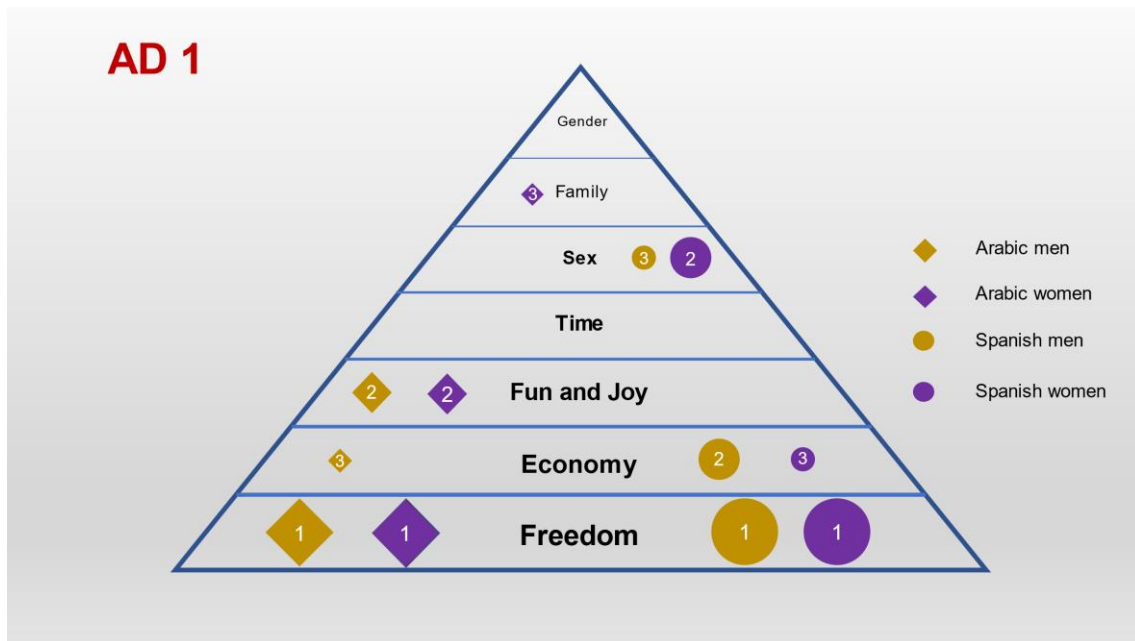 AD 1
Gender
3 Family
Sex 3 2
Time
2 2 Fun and Joy
3 Economy 2 3
1 1 Freedom 1 1
Arabic men
Arabic women
Spanish men
Spanish women